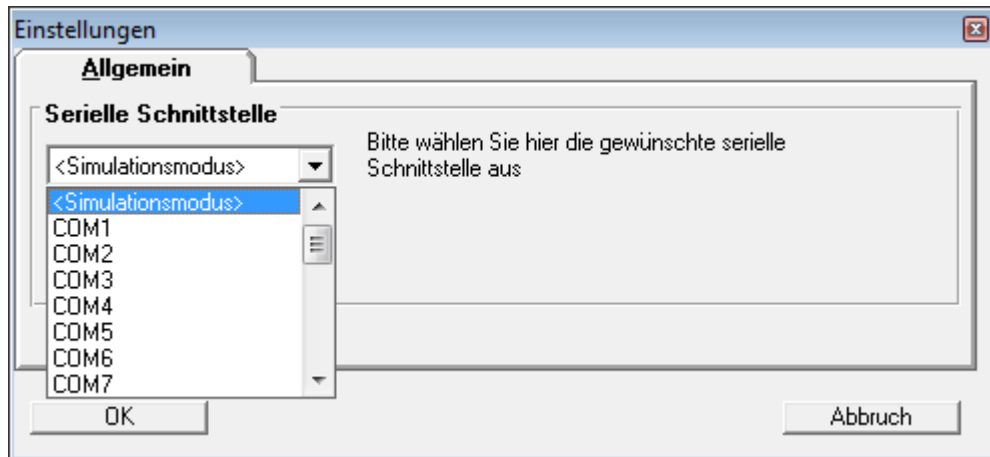 Einstellungen
Allgemein
Serielle Schnittstelle
<Simulationsmodus>
Bitte wählen Sie hier die gewünschte serielle
Schnittstelle aus
<Simulationsmodus>
COM1
COM2
COM3
COM4
COM5
COM6
COM7
OK
Abbruch